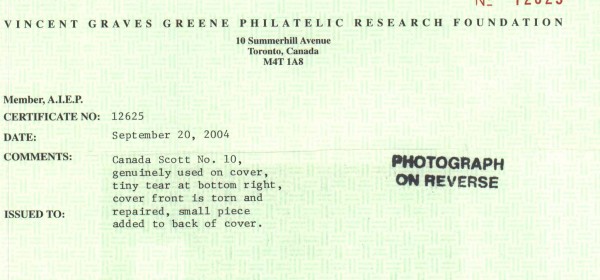 No 12625
VINCENT GRAVES GREENE PHILATELIC RESEARCH FOUNDATION
10 Summerhill Avenue
Toronto, Canada
M4T 1A8
Member, A.I.E.P.
CERTIFICATE NO: 12625
DATE: September 20, 2004
COMMENTS: Canada Scott No. 10,
genuinely used on cover,
tiny tear at bottom right,
cover front is torn and
repaired, small piece
added to back of cover.
ISSUED TO:
PHOTOGRAPH
ON REVERSE